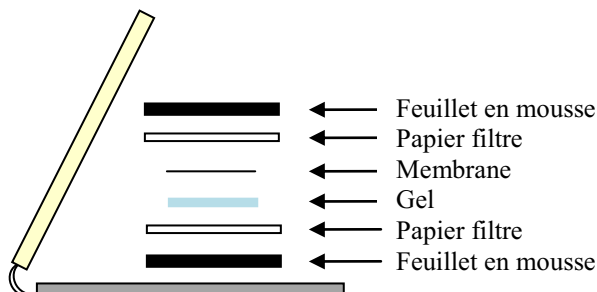 Feuillet en mousse
Papier filtre
Membrane
Gel
Papier filtre
Feuillet en mousse